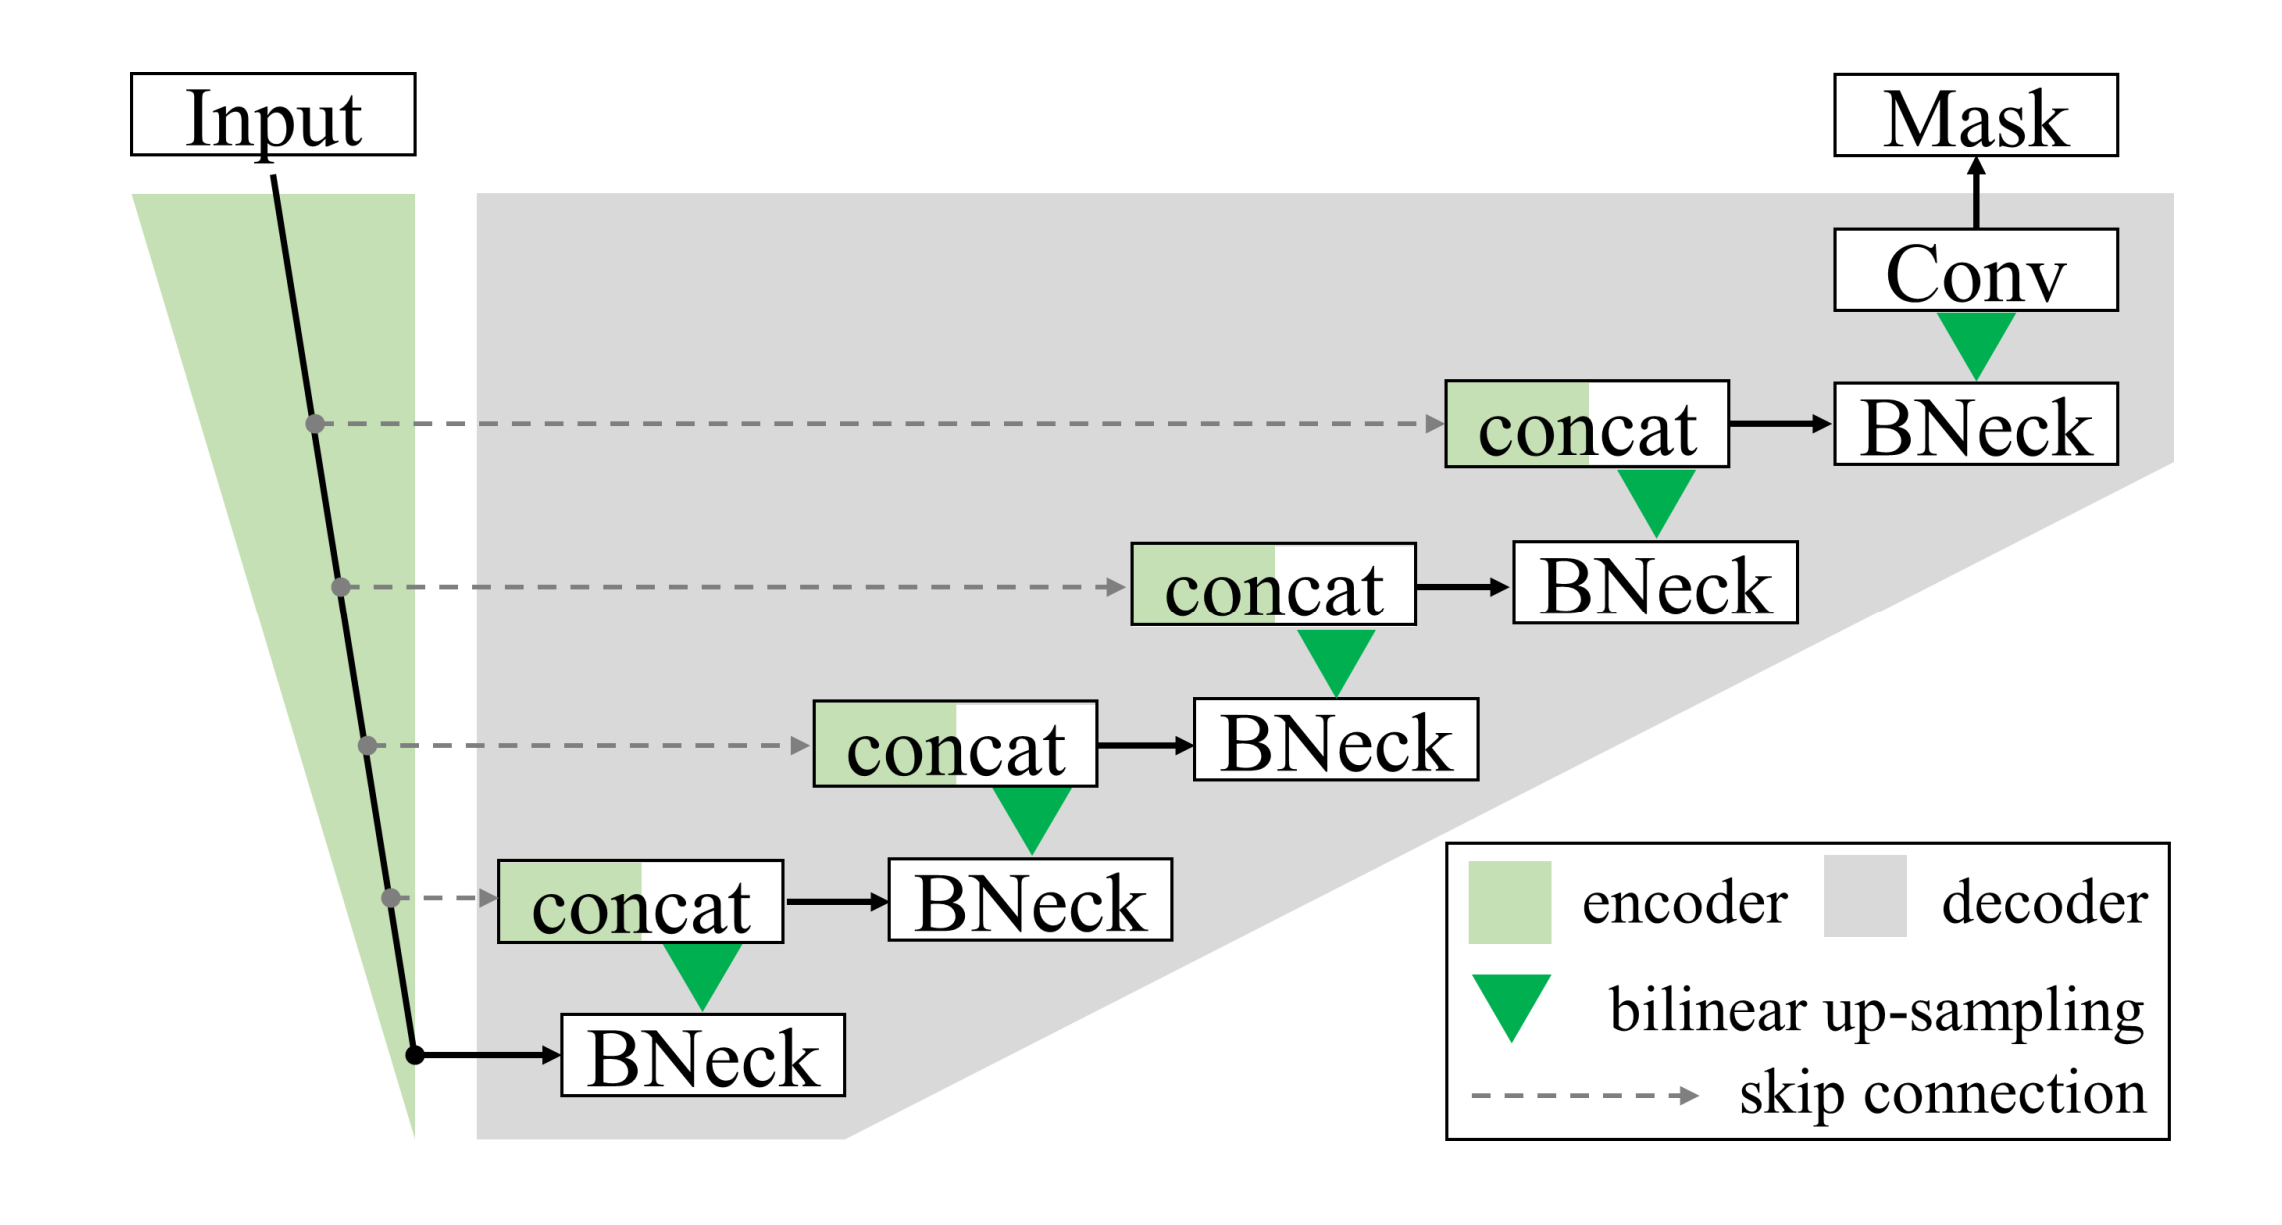 Input
Mask
Conv
concat
BNeck
concat
BNeck
concat
BNeck
concat
BNeck
BNeck
encoder
decoder
bilinear up-sampling
skip connection